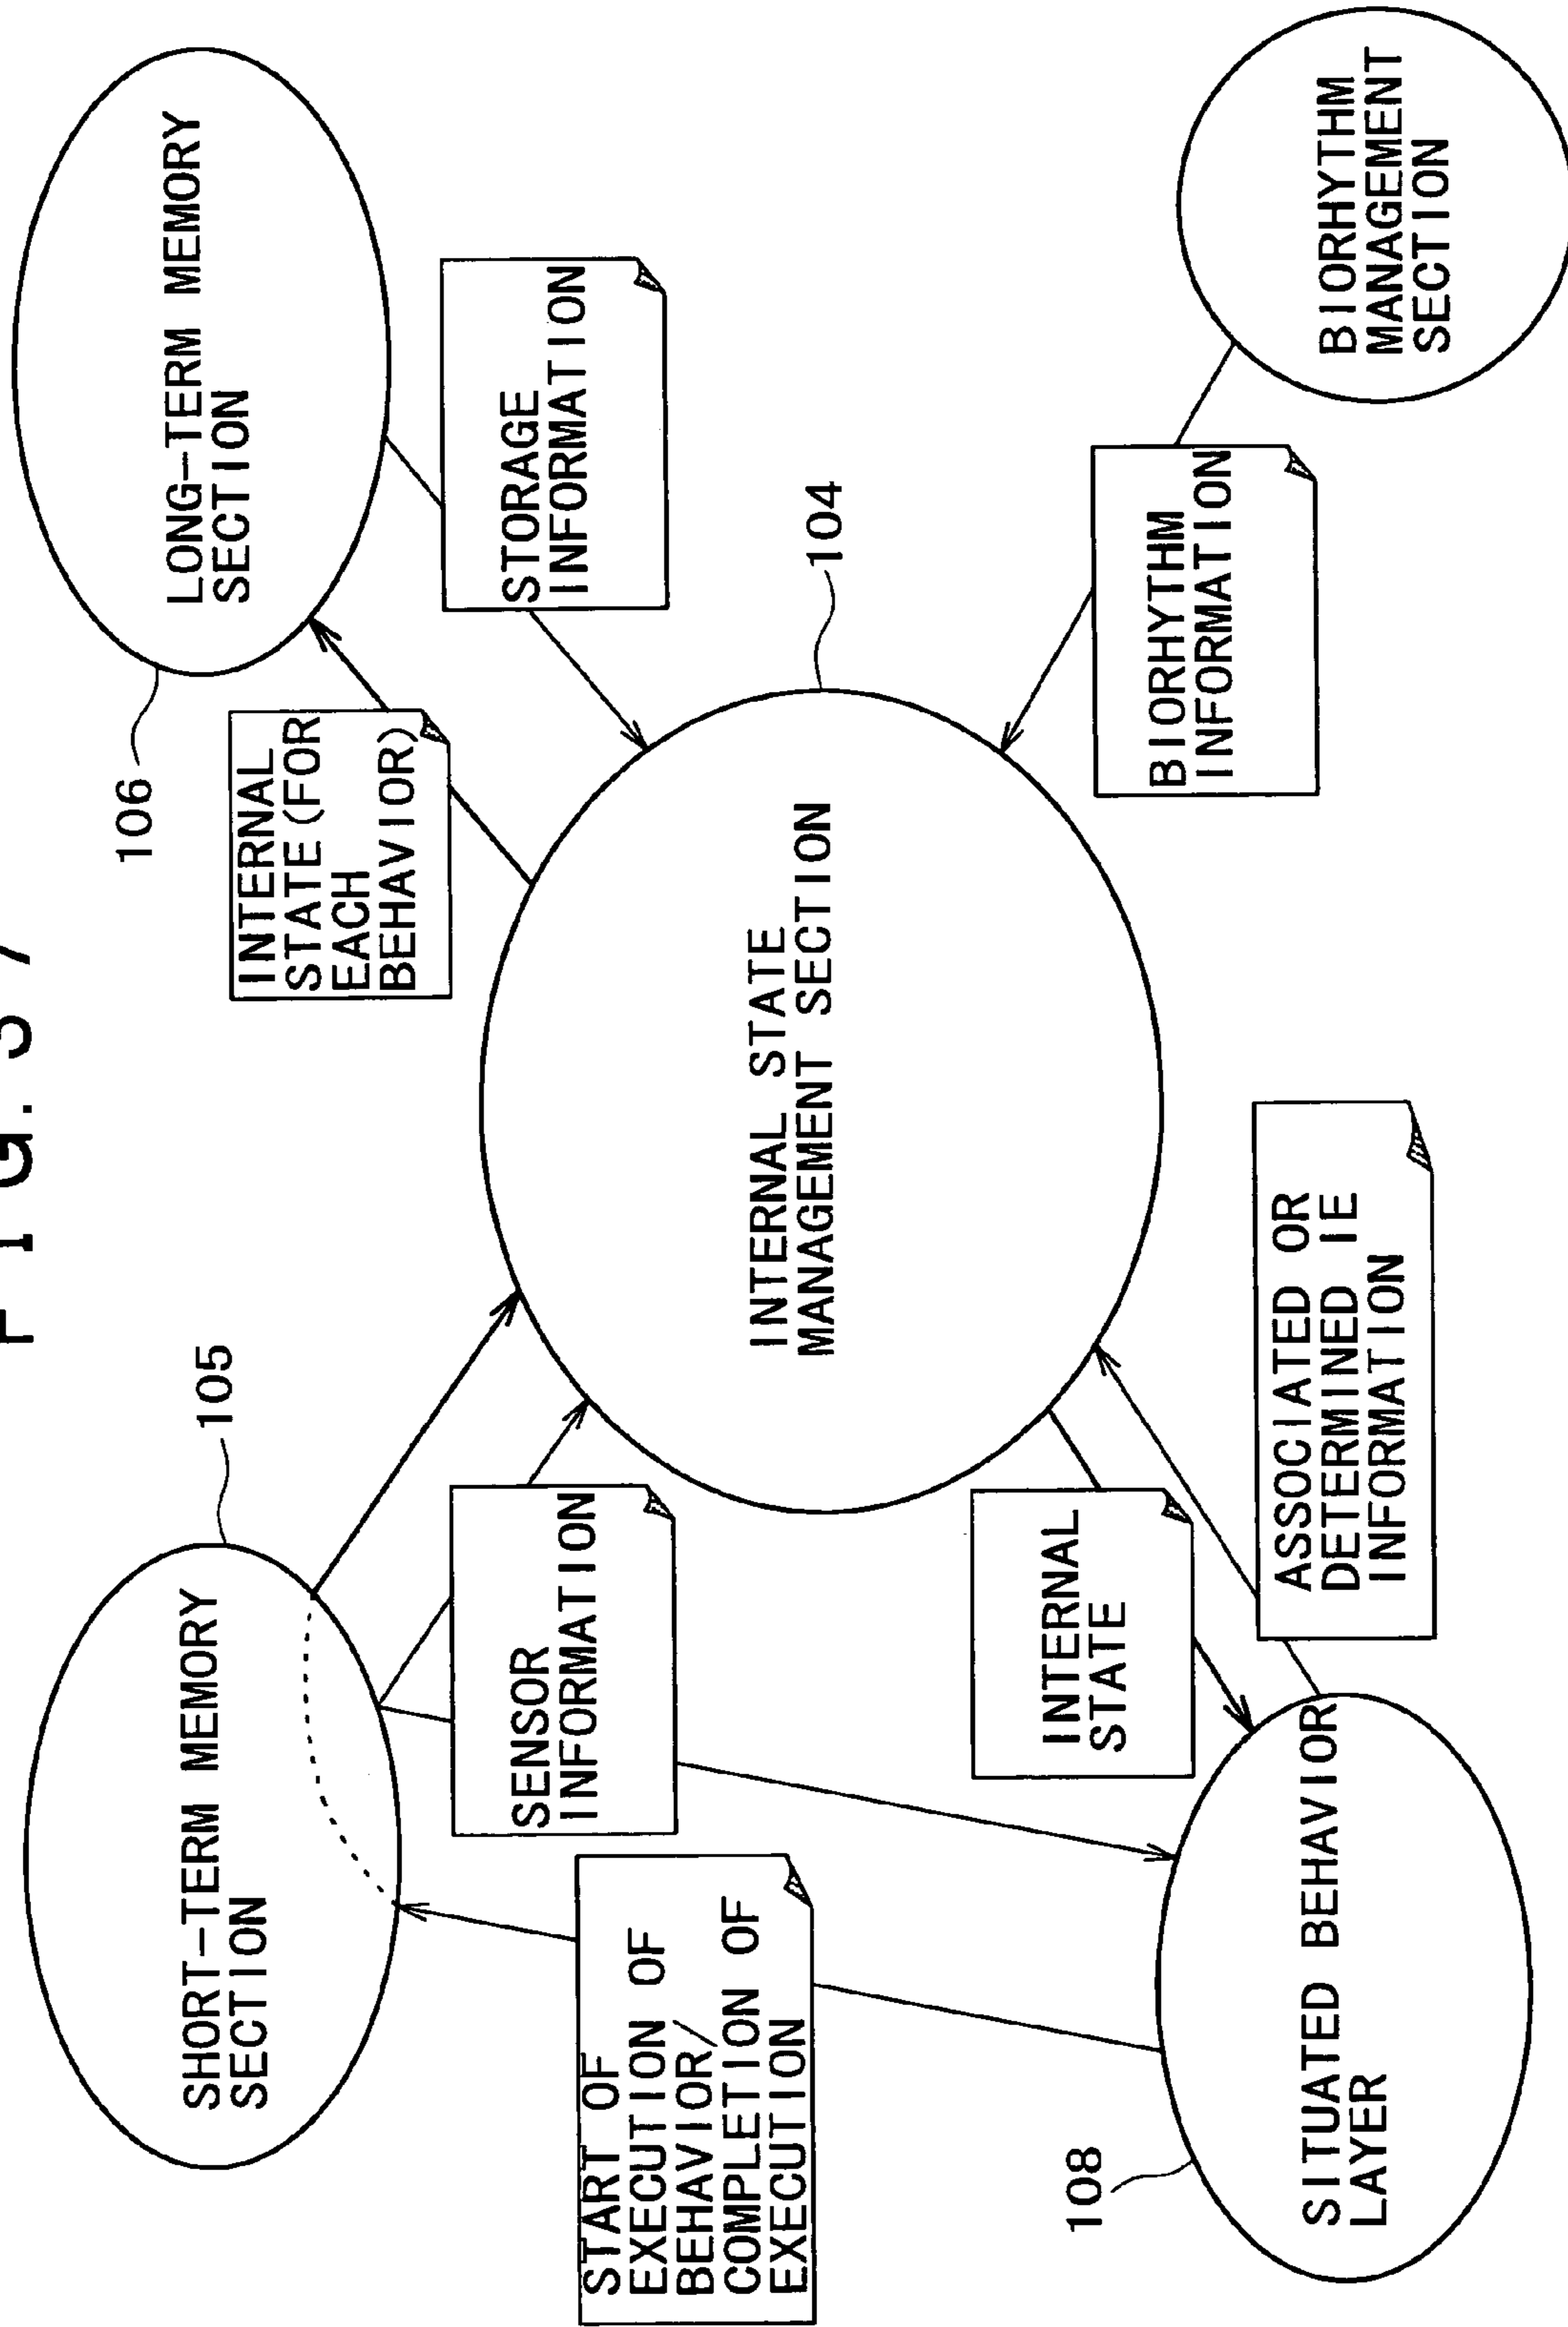 F I G.
SHORT-TERM MEMORY
SECTION
105
106
LONG-TERM MEMORY
SECTION
INTERNAL
STATE(FOR
EACH
BEHAVIOR)
SENSOR
INFORMATION
STORAGE
INFORMATION
START OF
EXECUTION OF
BEHAVIOR/
COMPLETION OF
EXECUTION
INTERNAL STATE
MANAGEMENT SECTION
104
INTERNAL
STATE
108
BIORHYTHM
INFORMATION
ASSOCIATED OR
DETERMINED IE
INFORMATION
SITUATED BEHAVIOR
LAYER
BIORHYTHM
MANAGEMENT
SECTION